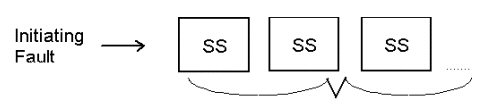 Initiating
Fault
SS SS SS ........